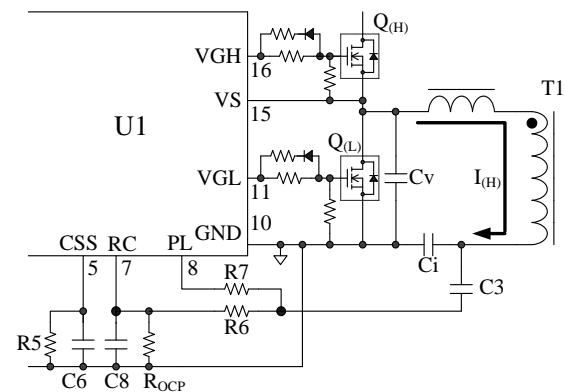 Q(H)
VGH
16
T1
VS
15
U1
Q(L)
I(H)
VGL
11
Cv
10
GND
CSS RC PL
5 7 8
Ci
R7
C3
R6
R5
C6 C8 ROCP